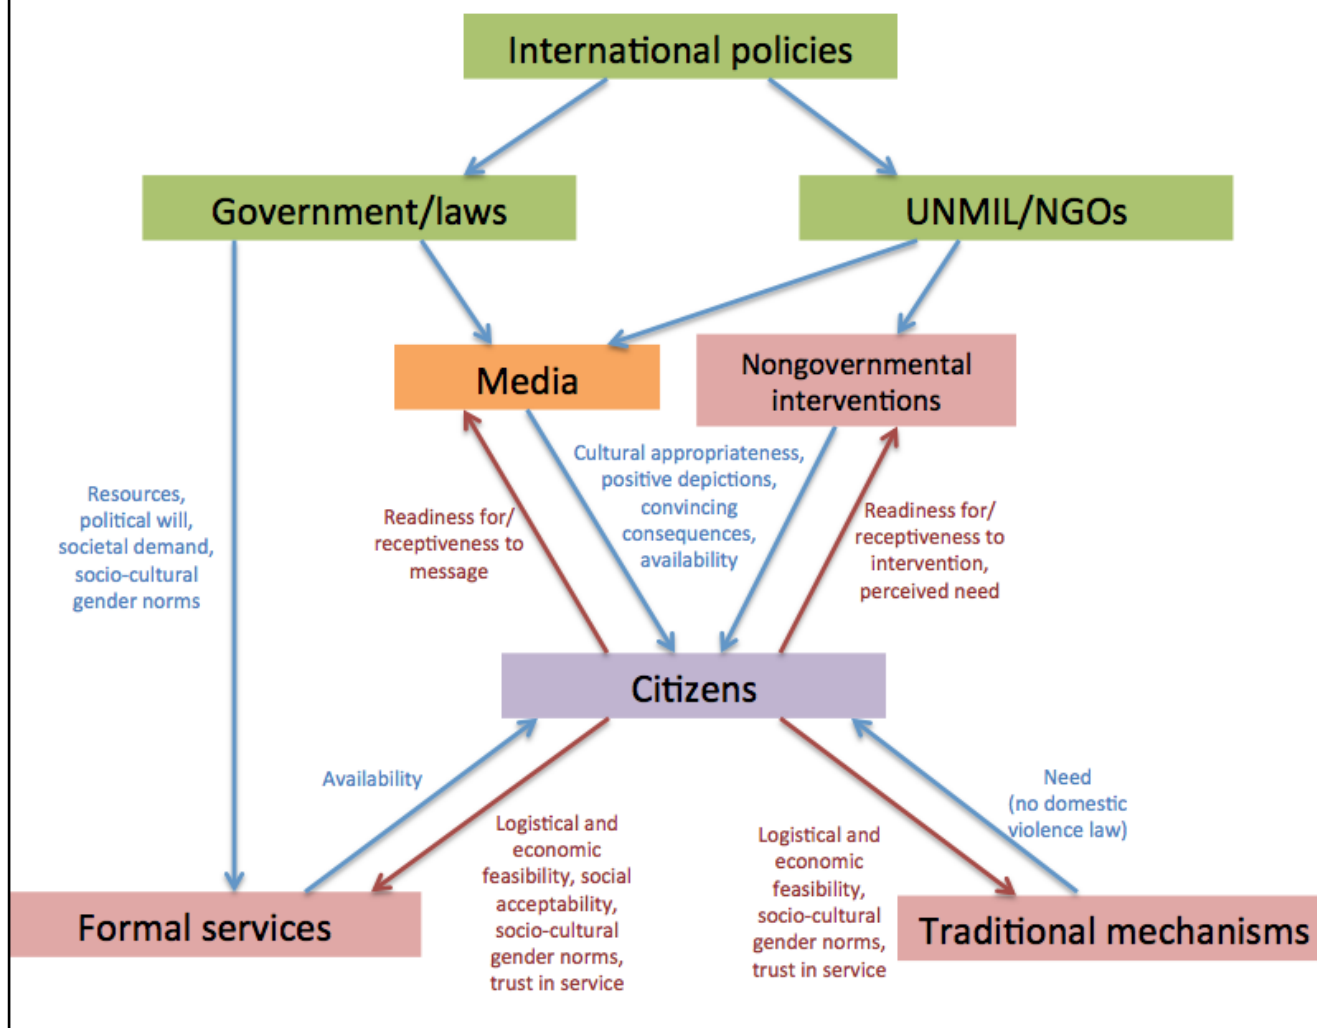 International policies
Government/laws
UNMIL/NGOs
Media
Nongovernmental
interventions
Cultural appropriateness,
positive depictions,
convincing
consequences,
availability
Resources,
political will,
societal demand,
socio-cultural
gender norms
Readiness for/
receptiveness to
message
Readiness for/
receptiveness to
intervention,
perceived need
Citizens
Availability
Need
(no domestic
violence law)
Logistical and
economic
feasibility, social
acceptability,
socio-cultural
gender norms,
trust in service
Logistical and
economic
feasibility,
socio-cultural
gender norms,
trust in service
Formal services
Traditional mechanisms